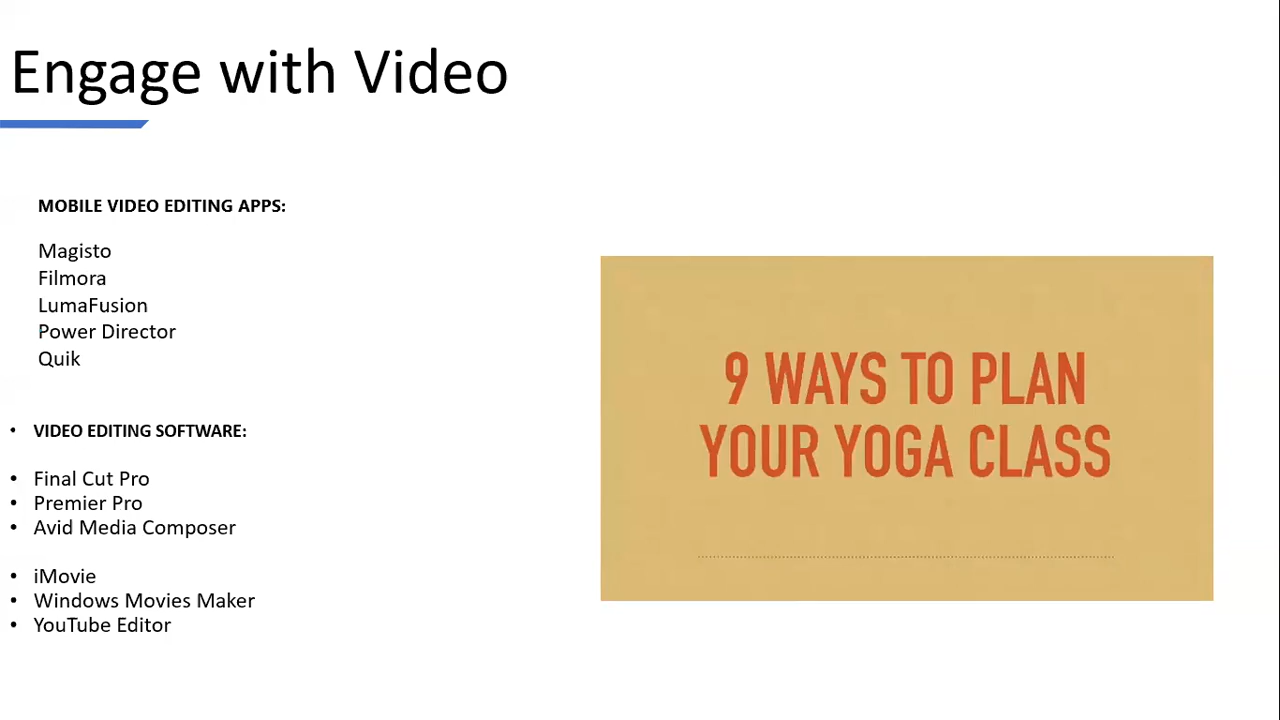 Engage with Video
MOBILE VIDEO EDITING APPS:
Magisto
Filmora
LumaFusion
Power Director
Quik
• VIDEO EDITING SOFTWARE:
• Final Cut Pro
• Premier Pro
• Avid Media Composer
• iMovie
• Windows Movies Maker
• YouTube Editor
9 WAYS TO PLAN
YOUR YOGA CLASS